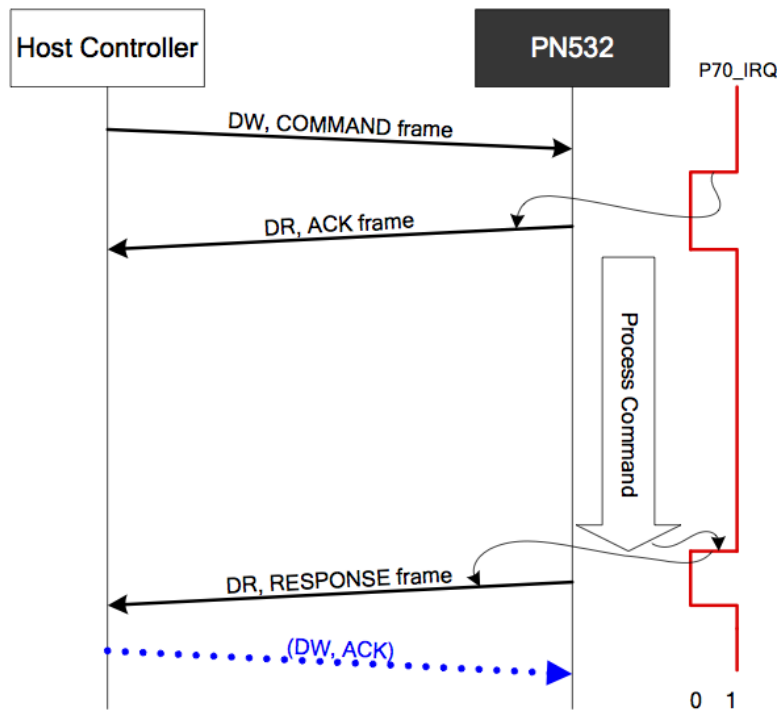 Host Controller
PN532
P70_IRQ
DW, COMMAND frame
DR, ACK frame
Process Command
DR, RESPONSE frame
(DW, ACK)
0 1